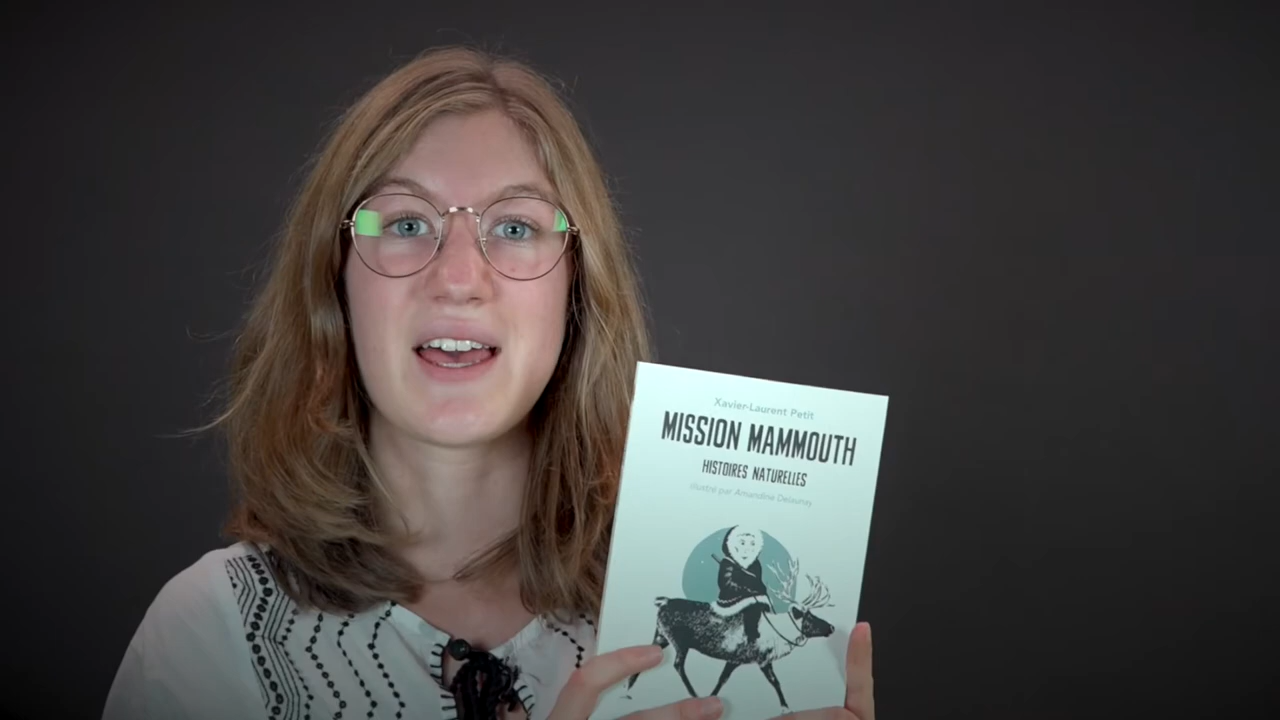 Xavier-Laurent Petit
MISSION MAMMOUTH
HISTOIRES NATURELLES
illustré par Amandine Delaunay